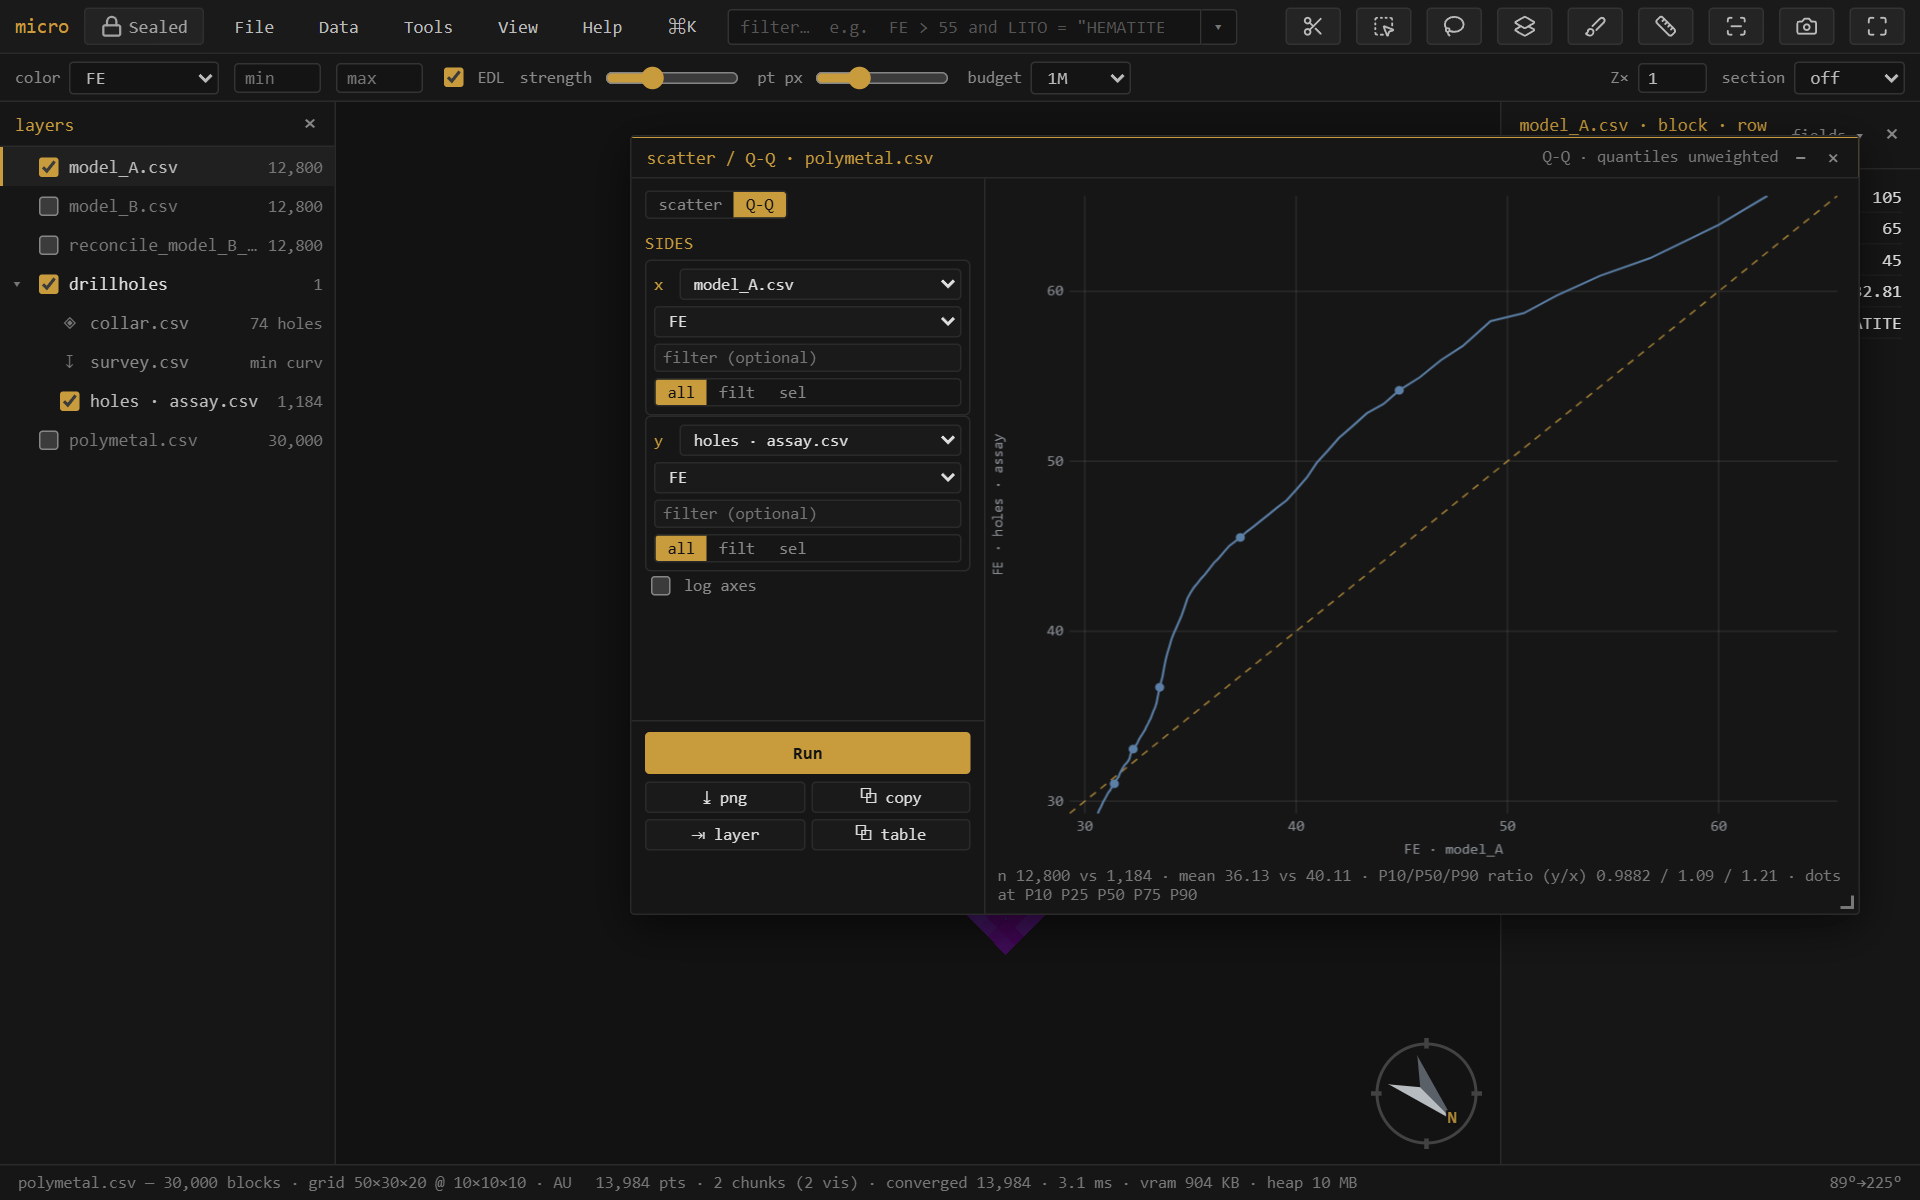 micro Sealed File Data Tools View Help ⌘K filter… e.g. FE > 55 and LITO = "HEMATITE
color FE min max EDL strength pt px budget 1M Z× 1 section off
layers ×
model_A.csv 12,800
model_B.csv 12,800
reconcile_model_B_… 12,800
drillholes 1
collar.csv 74 holes
survey.csv min curv
holes · assay.csv 1,184
polymetal.csv 30,000
model_A.csv · block · row fields ×
105
65
45
2.81
TITE
scatter / Q-Q · polymetal.csv Q-Q · quantiles unweighted − ×
scatter Q-Q
SIDES
x model_A.csv
FE
filter (optional)
all filt sel
y holes · assay.csv
FE
filter (optional)
all filt sel
log axes
Run
↓ png copy
⇥ layer table
60
50
40
30
30 40 50 60
FE · holes · assay
FE · model_A
n 12,800 vs 1,184 · mean 36.13 vs 40.11 · P10/P50/P90 ratio (y/x) 0.9882 / 1.09 / 1.21 · dots
at P10 P25 P50 P75 P90
N
polymetal.csv — 30,000 blocks · grid 50×30×20 @ 10×10×10 · AU 13,984 pts · 2 chunks (2 vis) · converged 13,984 · 3.1 ms · vram 904 KB · heap 10 MB 89°→225°